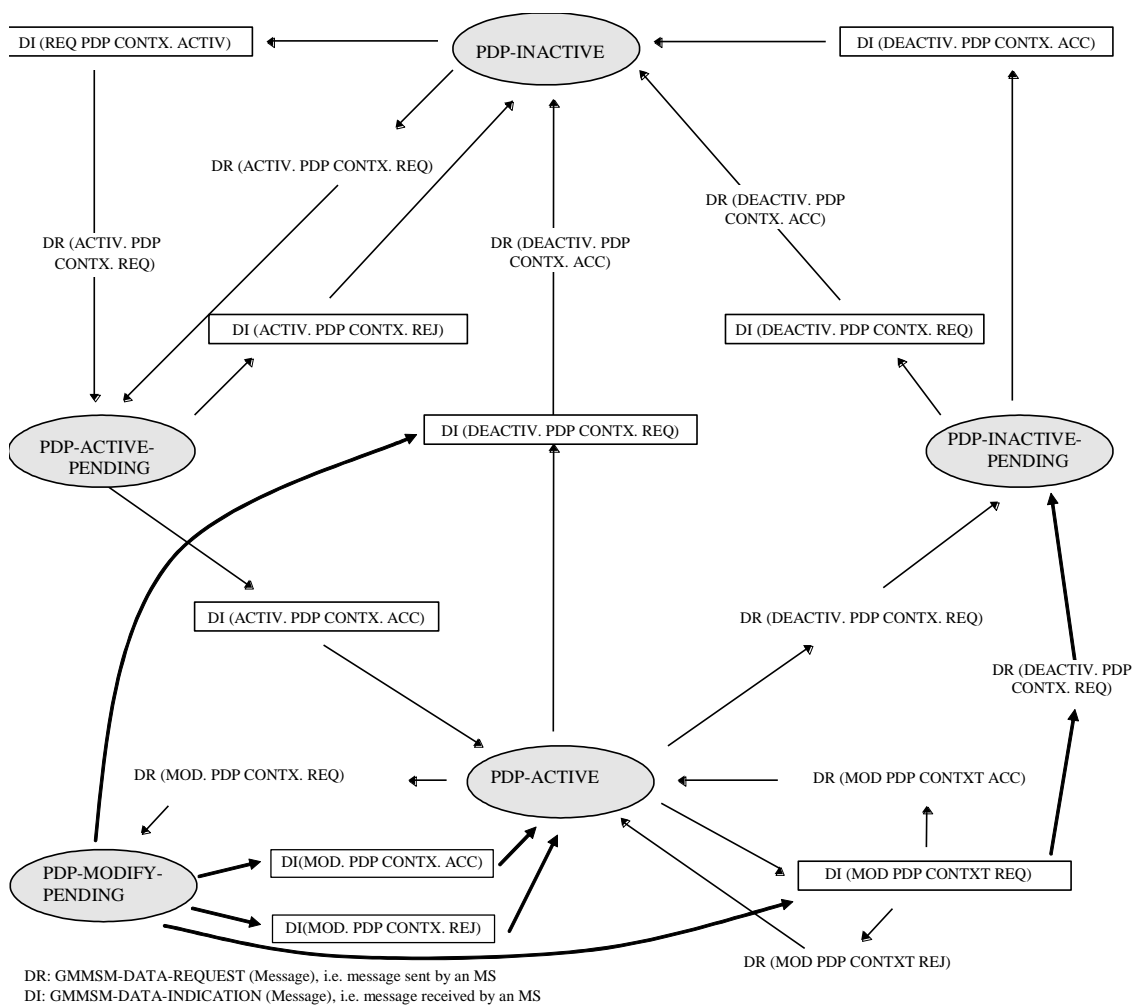 DI (REQ PDP CONTX. ACTIV)
PDP-INACTIVE
DI (DEACTIV. PDP CONTX. ACC)
DR (ACTIV. PDP CONTX. REQ)
DR (DEACTIV. PDP
CONTX. ACC)
DR (ACTIV. PDP
CONTX. REQ)
DR (DEACTIV. PDP
CONTX. ACC)
DI (ACTIV. PDP CONTX. REJ)
DI (DEACTIV. PDP CONTX. REQ)
PDP-ACTIVE-
PENDING
DI (DEACTIV. PDP CONTX. REQ)
PDP-INACTIVE-
PENDING
DI (ACTIV. PDP CONTX. ACC)
DR (DEACTIV. PDP CONTX. REQ)
DR (DEACTIV. PDP
CONTX. REQ)
DR (MOD. PDP CONTX. REQ)
PDP-ACTIVE
DR (MOD PDP CONTXT ACC)
PDP-MODIFY-
PENDING
DI(MOD. PDP CONTX. ACC)
DI (MOD PDP CONTXT REQ)
DI(MOD. PDP CONTX. REJ)
DR (MOD PDP CONTXT REJ)
DR: GMMSM-DATA-REQUEST (Message), i.e. message sent by an MS
DI: GMMSM-DATA-INDICATION (Message), i.e. message received by an MS